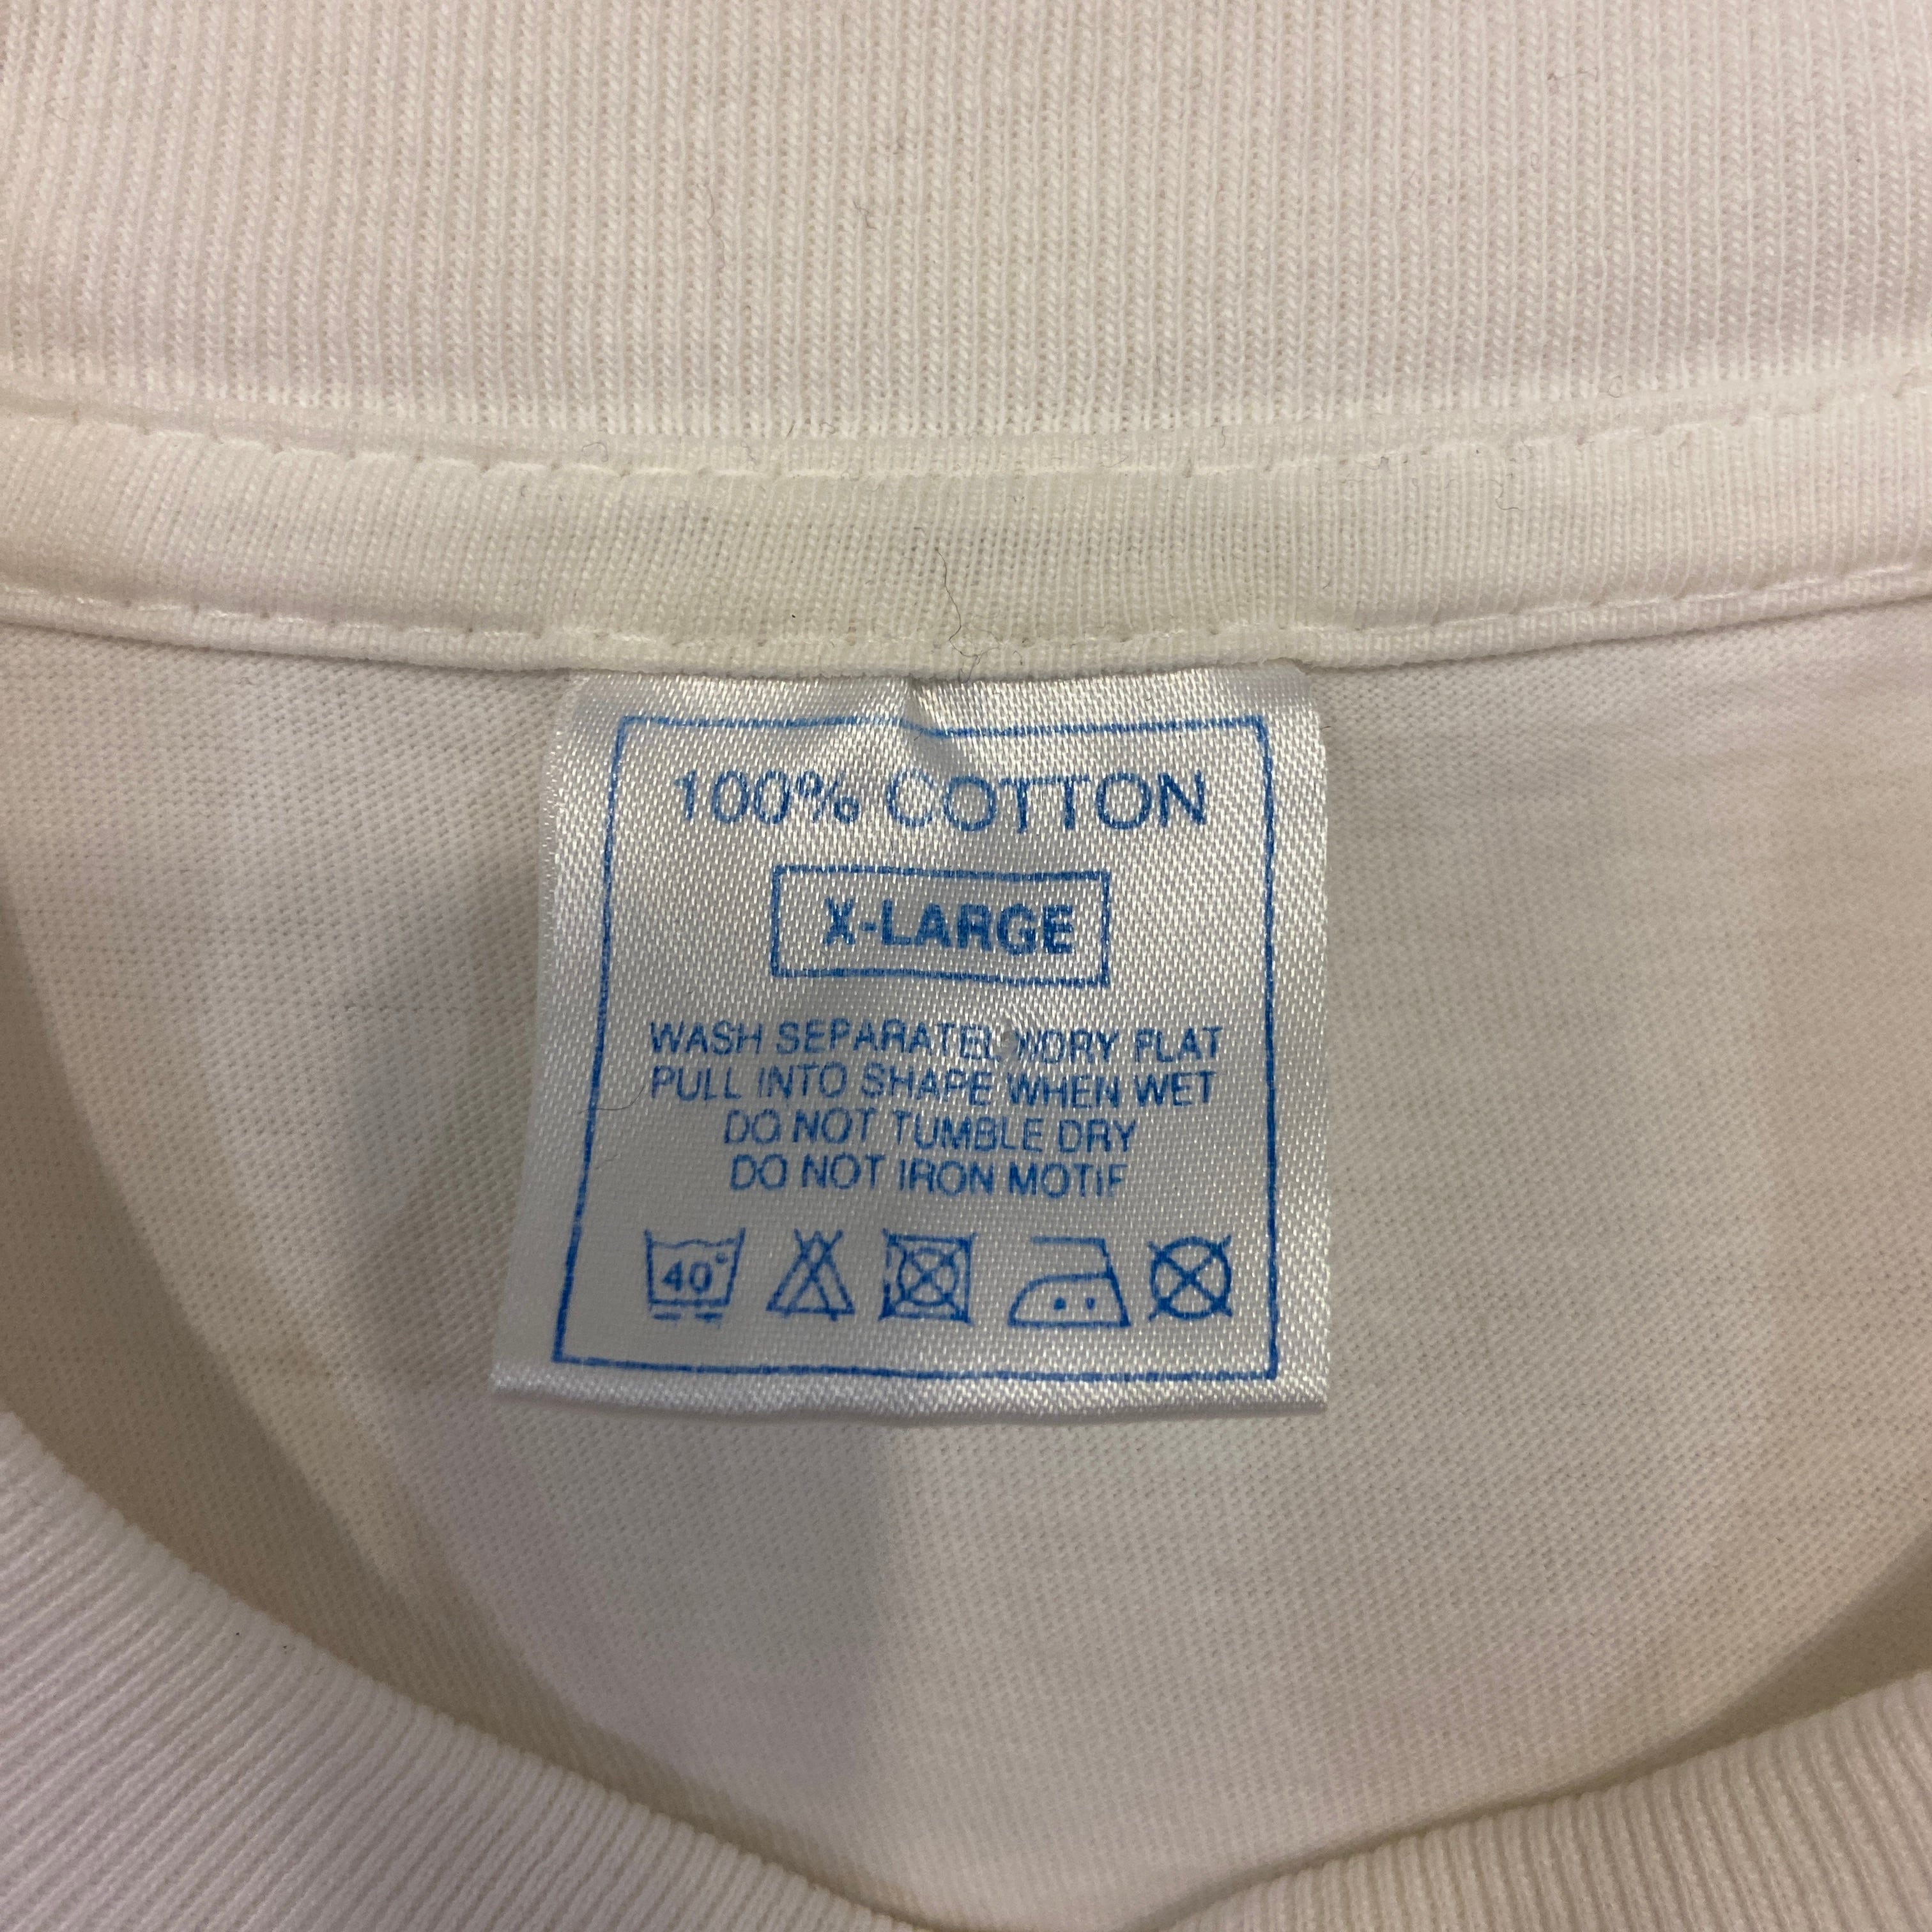 100% COTTON
X-LARGE
WASH SEPARATELY/DRY FLAT
PULL INTO SHAPE WHEN WET
DO NOT TUMBLE DRY
DO NOT IRON MOTIF
40°